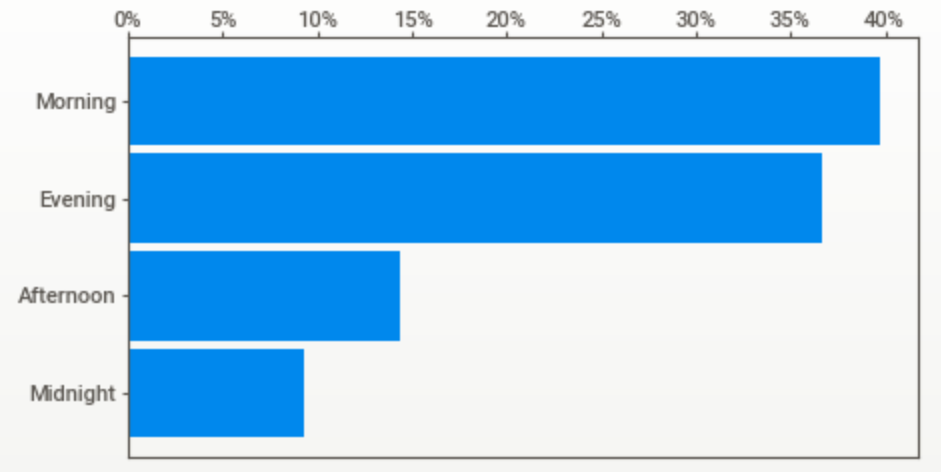 0% 5% 10% 15% 20% 25% 30% 35% 40%
Morning
Evening
Afternoon
Midnight